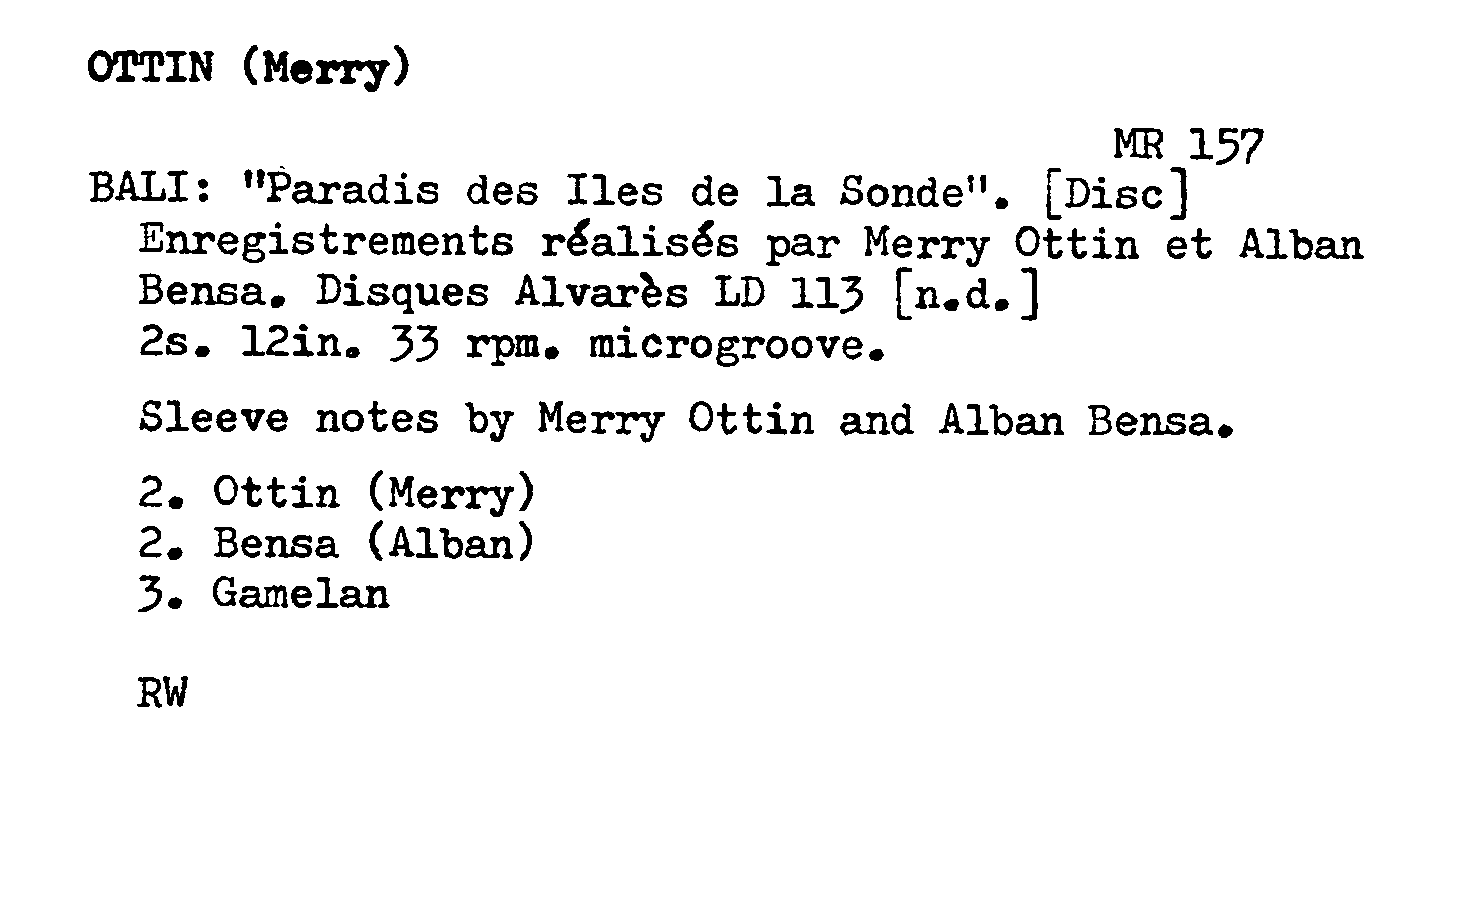 OTTIN (Merry)
MR 157
BALI: "Paradis des Iles de la Sonde". [Disc]
Enregistrements réalisés par Merry Ottin et Alban
Bensa. Disques Alvarès LD 113 [n.d.]
2s. 12in. 33 rpm. microgroove.
Sleeve notes by Merry Ottin and Alban Bensa.
2. Ottin (Merry)
2. Bensa (Alban)
3. Gamelan
RW